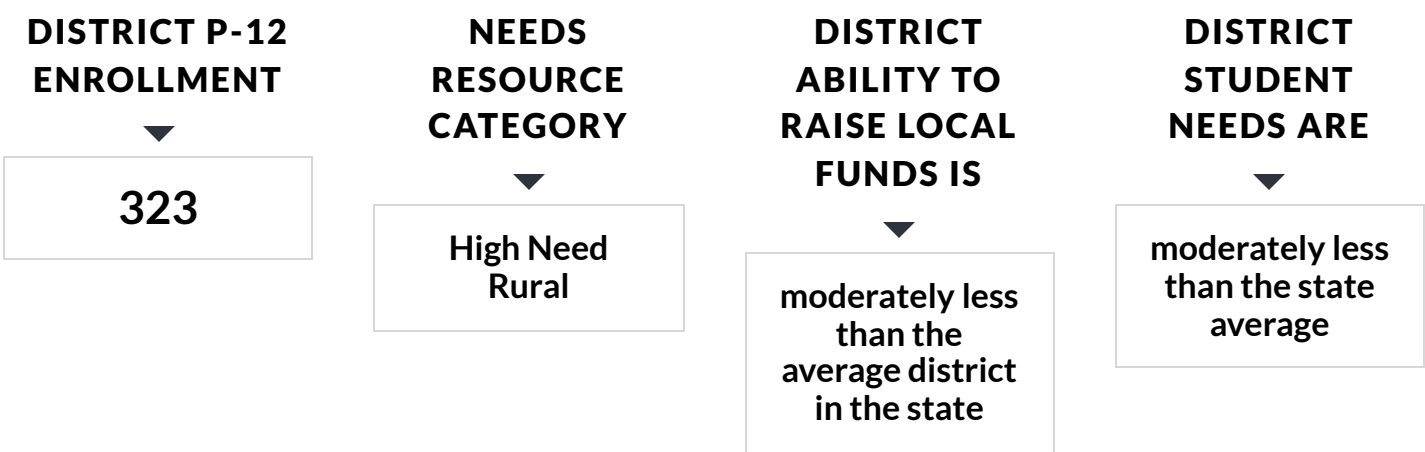 DISTRICT P-12
ENROLLMENT
323
NEEDS
RESOURCE
CATEGORY
High Need
Rural
DISTRICT
ABILITY TO
RAISE LOCAL
FUNDS IS
moderately less
than the
average district
in the state
DISTRICT
STUDENT
NEEDS ARE
moderately less
than the state
average